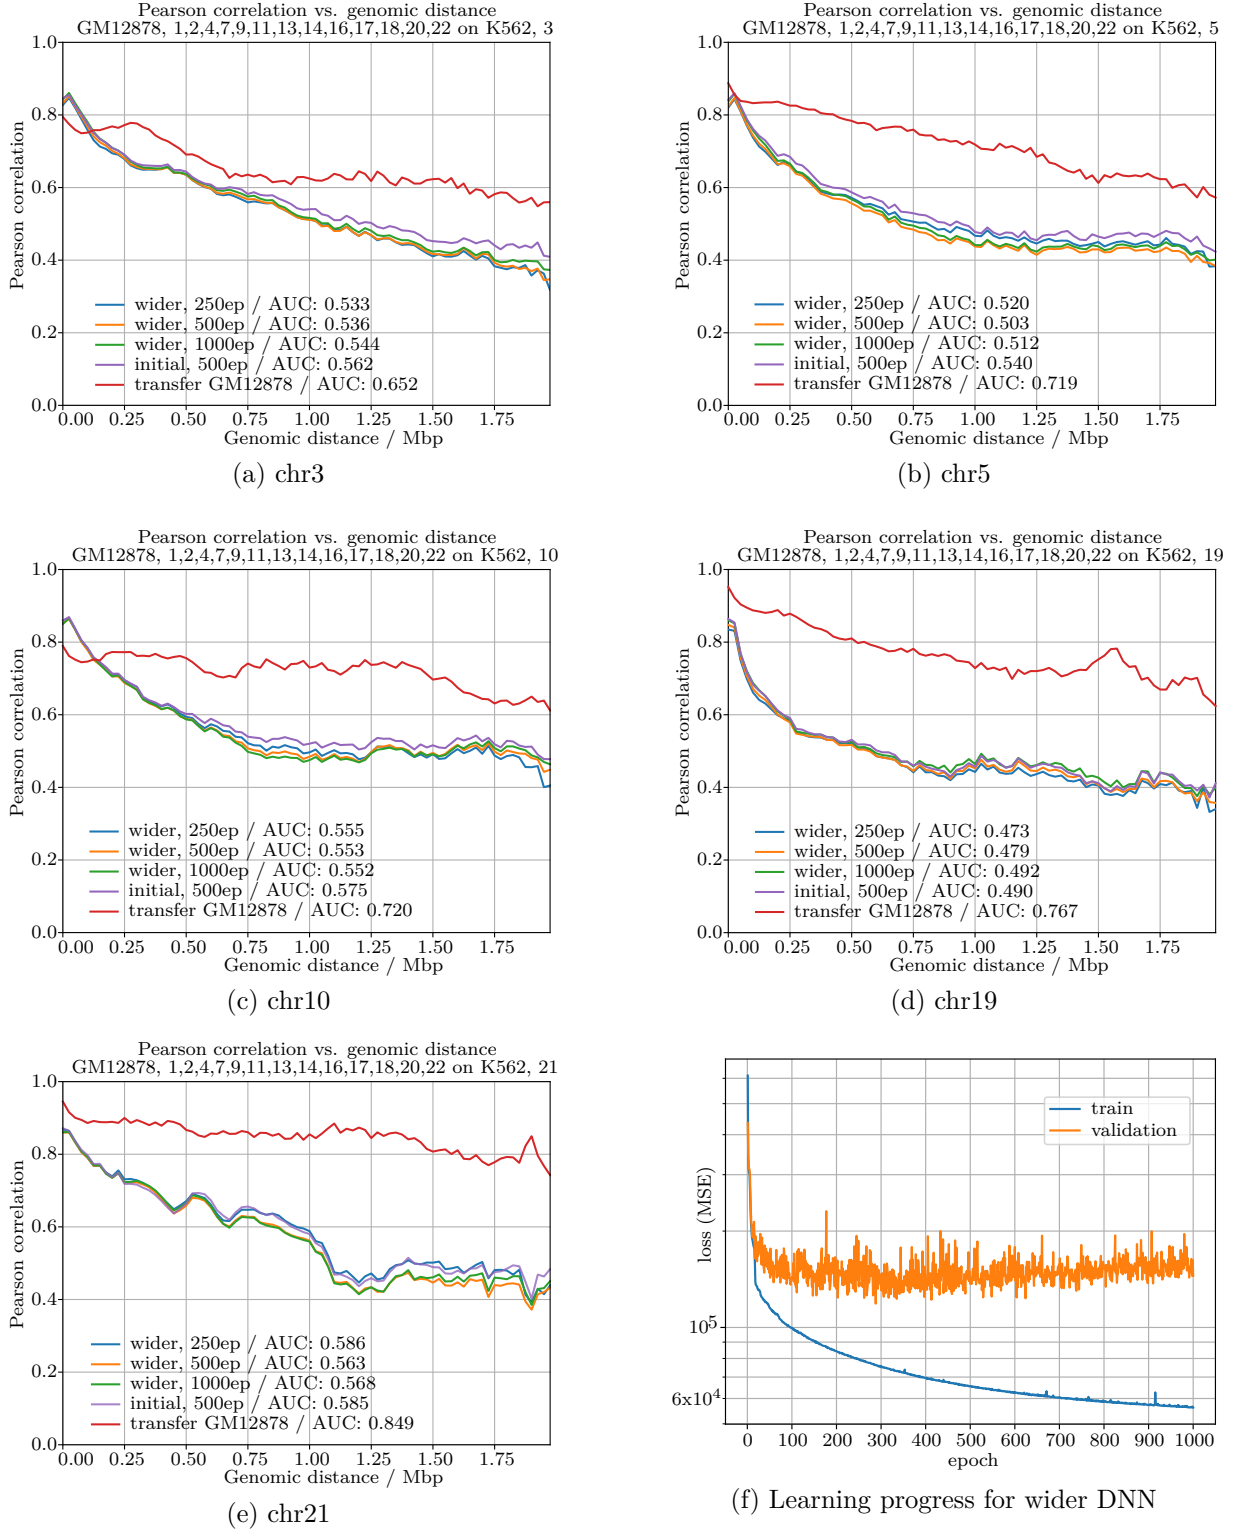 Pearson correlation vs. genomic distance
GM12878, 1,2,4,7,9,11,13,14,16,17,18,20,22 on K562, 3
1.0
0.8
0.6
0.4
0.2
0.0
Pearson correlation
wider, 250ep / AUC: 0.533
wider, 500ep / AUC: 0.536
wider, 1000ep / AUC: 0.544
initial, 500ep / AUC: 0.562
transfer GM12878 / AUC: 0.652
0.00 0.25 0.50 0.75 1.00 1.25 1.50 1.75
Genomic distance / Mbp
(a) chr3
Pearson correlation vs. genomic distance
GM12878, 1,2,4,7,9,11,13,14,16,17,18,20,22 on K562, 5
1.0
0.8
0.6
0.4
0.2
0.0
Pearson correlation
wider, 250ep / AUC: 0.520
wider, 500ep / AUC: 0.503
wider, 1000ep / AUC: 0.512
initial, 500ep / AUC: 0.540
transfer GM12878 / AUC: 0.719
0.00 0.25 0.50 0.75 1.00 1.25 1.50 1.75
Genomic distance / Mbp
(b) chr5
Pearson correlation vs. genomic distance
GM12878, 1,2,4,7,9,11,13,14,16,17,18,20,22 on K562, 10
1.0
0.8
0.6
0.4
0.2
0.0
Pearson correlation
wider, 250ep / AUC: 0.555
wider, 500ep / AUC: 0.553
wider, 1000ep / AUC: 0.552
initial, 500ep / AUC: 0.575
transfer GM12878 / AUC: 0.720
0.00 0.25 0.50 0.75 1.00 1.25 1.50 1.75
Genomic distance / Mbp
(c) chr10
Pearson correlation vs. genomic distance
GM12878, 1,2,4,7,9,11,13,14,16,17,18,20,22 on K562, 19
1.0
0.8
0.6
0.4
0.2
0.0
Pearson correlation
wider, 250ep / AUC: 0.473
wider, 500ep / AUC: 0.479
wider, 1000ep / AUC: 0.492
initial, 500ep / AUC: 0.490
transfer GM12878 / AUC: 0.767
0.00 0.25 0.50 0.75 1.00 1.25 1.50 1.75
Genomic distance / Mbp
(d) chr19
Pearson correlation vs. genomic distance
GM12878, 1,2,4,7,9,11,13,14,16,17,18,20,22 on K562, 21
1.0
0.8
0.6
0.4
0.2
0.0
Pearson correlation
wider, 250ep / AUC: 0.586
wider, 500ep / AUC: 0.563
wider, 1000ep / AUC: 0.568
initial, 500ep / AUC: 0.585
transfer GM12878 / AUC: 0.849
0.00 0.25 0.50 0.75 1.00 1.25 1.50 1.75
Genomic distance / Mbp
(e) chr21
train
validation
loss (MSE)
10⁵
6x10⁴
0 100 200 300 400 500 600 700 800 900 1000
epoch
(f) Learning progress for wider DNN